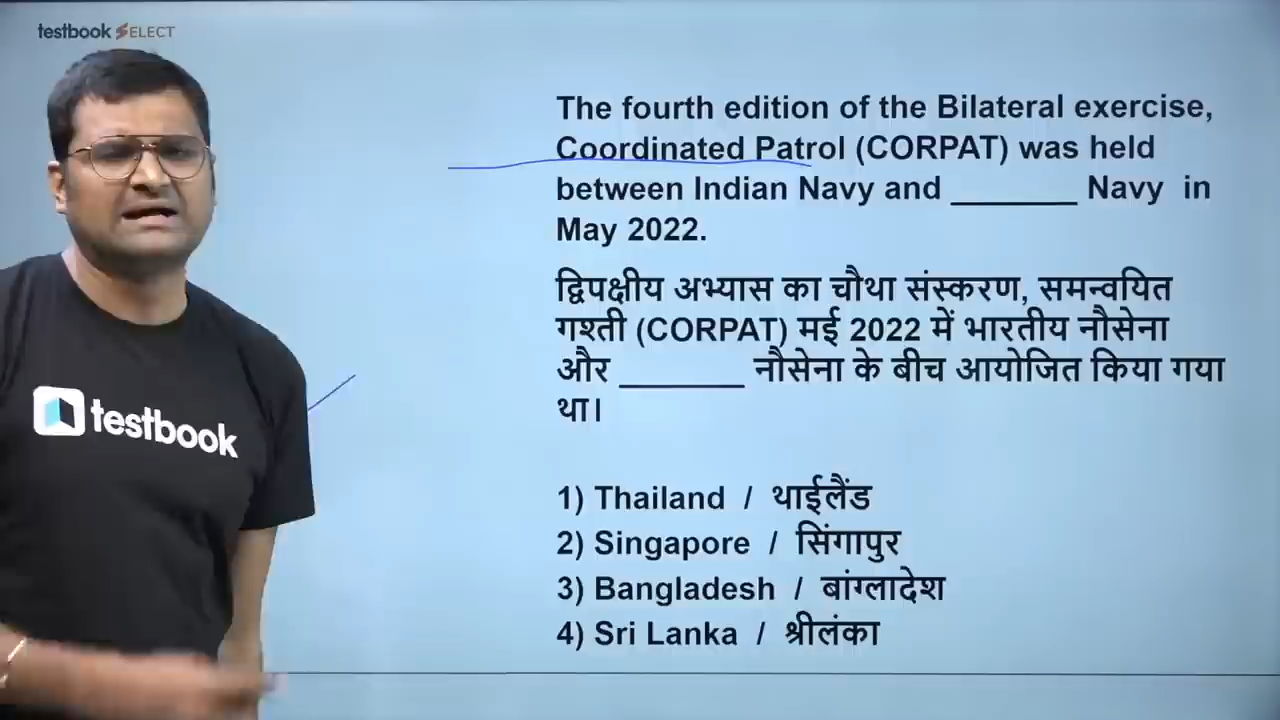 testbook SELECT
The fourth edition of the Bilateral exercise,
Coordinated Patrol (CORPAT) was held
between Indian Navy and _______ Navy in
May 2022.
द्विपक्षीय अभ्यास का चौथा संस्करण, समन्वयित
गश्ती (CORPAT) मई 2022 में भारतीय नौसेना
और _______ नौसेना के बीच आयोजित किया गया
था।
1) Thailand / थाईलैंड
2) Singapore / सिंगापुर
3) Bangladesh / बांग्लादेश
4) Sri Lanka / श्रीलंका
testbook